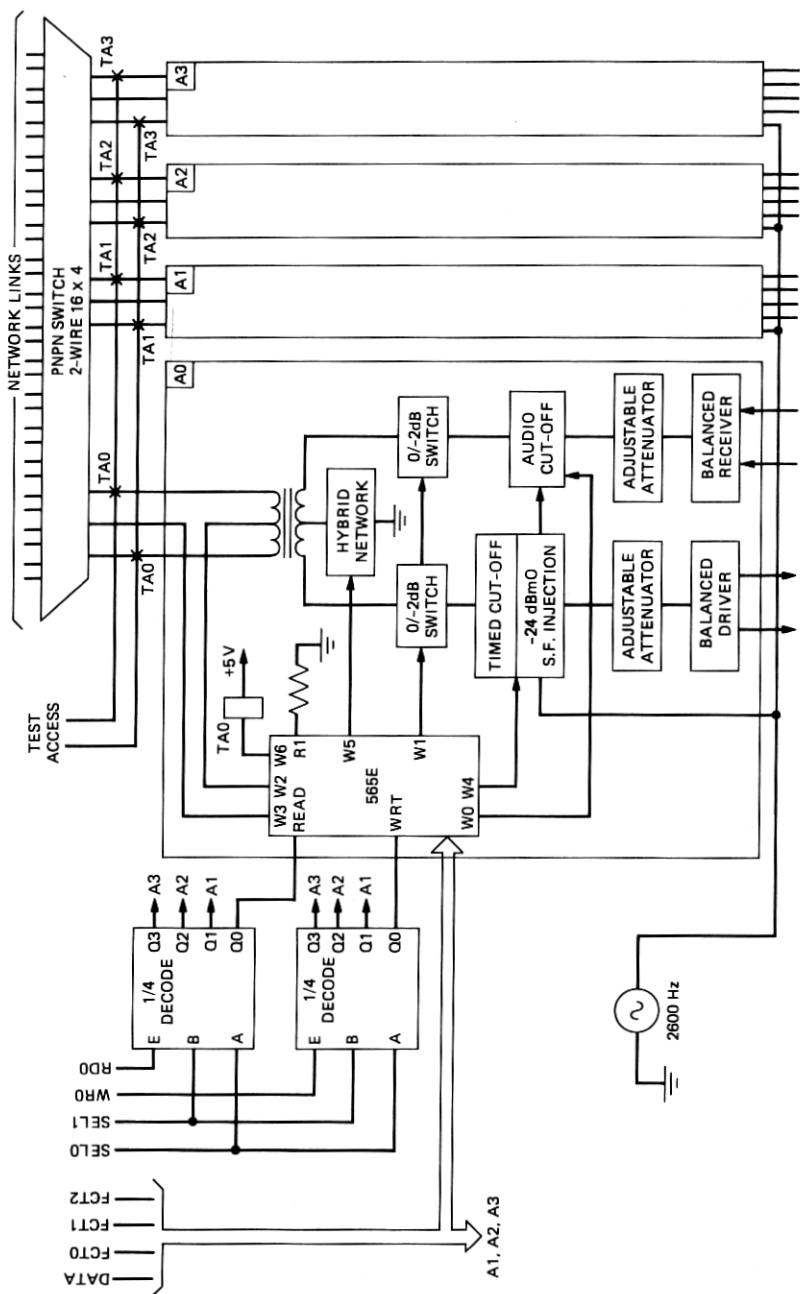 NETWORK LINKS
PNPN SWITCH
2-WIRE 16 x 4
TEST
ACCESS
TA0
TA1
TA2
TA3
TA0
TA1
TA2
TA3
A0
A1
A2
A3
TA0
+5V
W3
W2
W6
READ
R1
W5
565E
WRT
W1
W0
W4
HYBRID
NETWORK
0/-2dB
SWITCH
0/-2dB
SWITCH
TIMED CUT-OFF
-24 dBmO
S.F. INJECTION
AUDIO
CUT-OFF
ADJUSTABLE
ATTENUATOR
ADJUSTABLE
ATTENUATOR
BALANCED
DRIVER
BALANCED
RECEIVER
RD0
WR0
SEL1
SEL0
FCT2
FCT1
FCT0
DATA
E
B
A
1/4
DECODE
Q3
Q2
Q1
Q0
A3
A2
A1
E
B
A
1/4
DECODE
Q3
Q2
Q1
Q0
A3
A2
A1
A1, A2, A3
2600 Hz